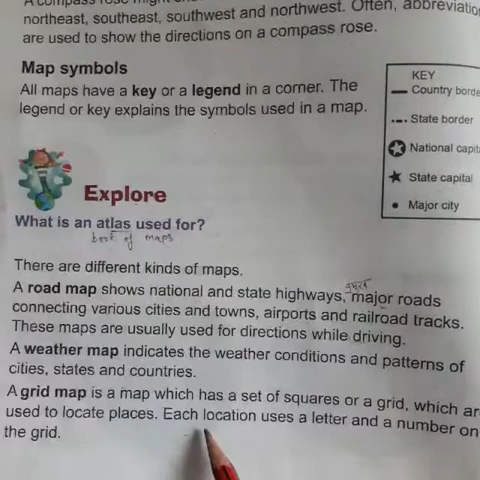 A compass rose might
northeast, southeast, southwest and northwest. Often, abbreviatio
are used to show the directions on a compass rose.
Map symbols
All maps have a key or a legend in a corner. The
legend or key explains the symbols used in a map.
KEY
Country borde
State border
National capit
State capital
Major city
Explore
What is an atlas used for?
book of maps
There are different kinds of maps.
A road map shows national and state highways, major roads
connecting various cities and towns, airports and railroad tracks.
These maps are usually used for directions while driving.
A weather map indicates the weather conditions and patterns of
cities, states and countries.
A grid map is a map which has a set of squares or a grid, which are
used to locate places. Each location uses a letter and a number on
the grid.